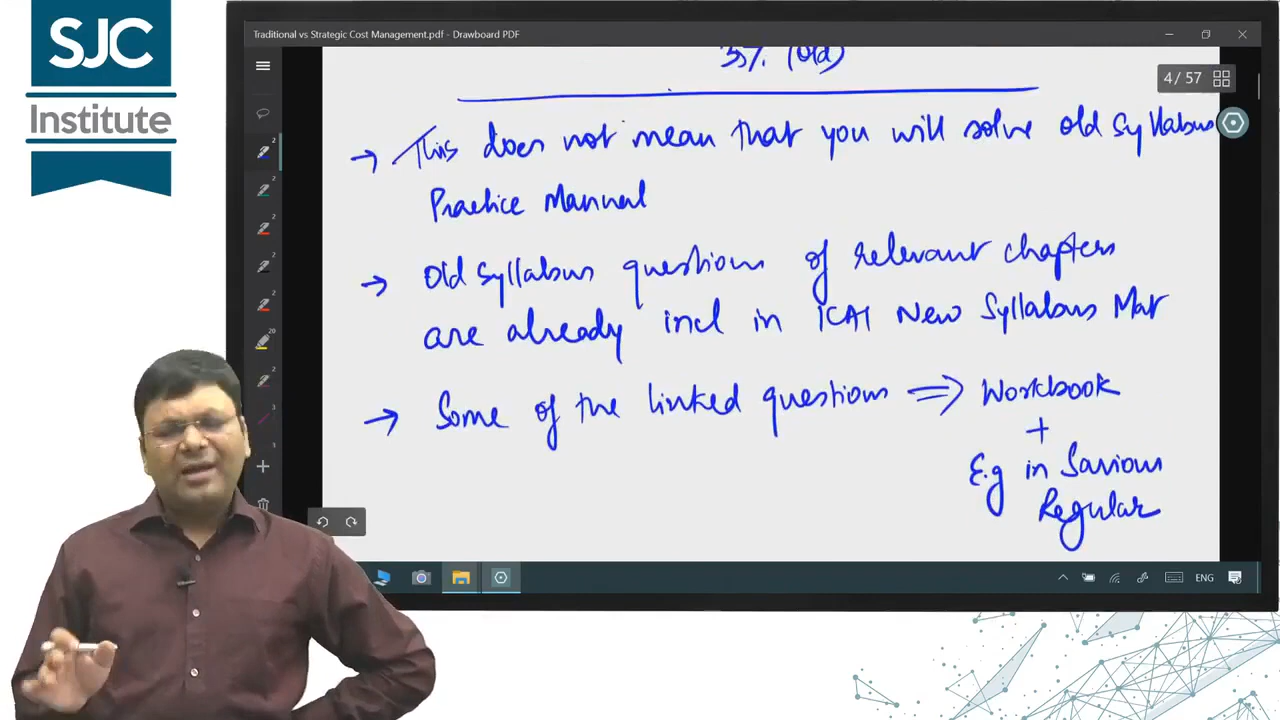 SJC
Institute
Traditional vs Strategic Cost Management.pdf - Drawboard PDF
4 / 57
35% (old)
→ This does not mean that you will solve old syllabus
Practice Manual
→ Old syllabus questions of relevant chapters
are already incl in ICAI New Syllabus Mat
→ Some of the linked questions ⇒ Workbook
+
E.g in Saviour
Regular
ENG